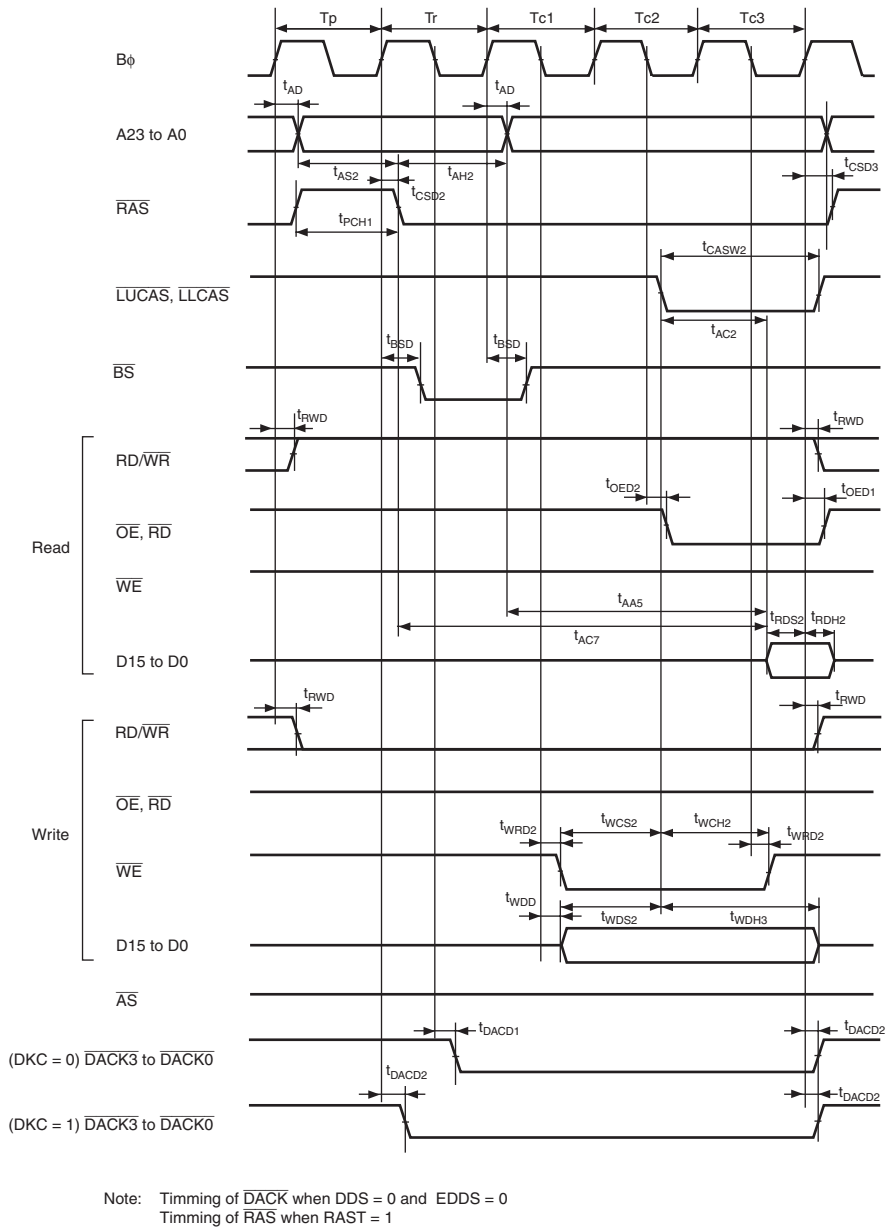 Tp Tr Tc1 Tc2 Tc3
Bϕ
tAD tAD
A23 to A0
tAS2 tAH2 tCSD3
tCSD2
RAS
tPCH1
tCASW2
LUCAS, LLCAS
tAC2
tBSD tBSD
BS
tRWD tRWD
RD/WR
tOED2 tOED1
OE, RD
Read
WE
tAA5
tRDS2 tRDH2
tAC7
D15 to D0
tRWD tRWD
RD/WR
OE, RD
Write
tWCS2 tWCH2
tWRD2 tWRD2
WE
tWDD
tWDS2 tWDH3
D15 to D0
AS
tDACD1 tDACD2
(DKC = 0) DACK3 to DACK0
tDACD2
tDACD2
(DKC = 1) DACK3 to DACK0
Note: Timming of DACK when DDS = 0 and EDDS = 0
Timming of RAS when RAST = 1